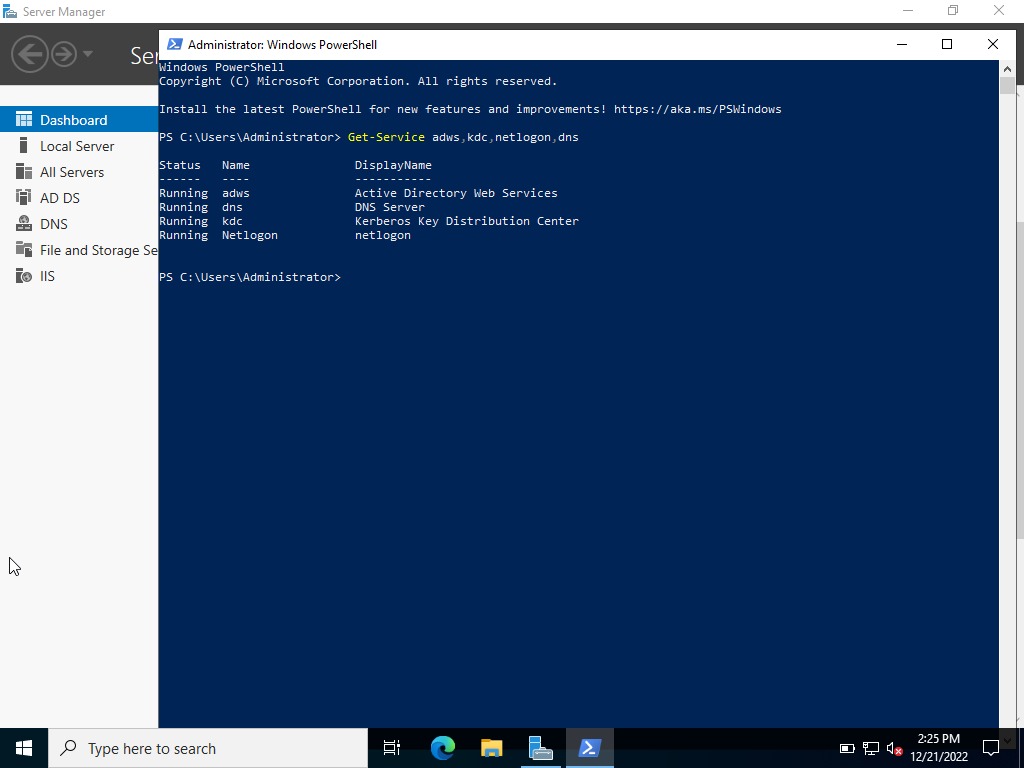 Server Manager
Ser
Administrator: Windows PowerShell
Windows PowerShell
Copyright (C) Microsoft Corporation. All rights reserved.
Install the latest PowerShell for new features and improvements! https://aka.ms/PSWindows
PS C:\Users\Administrator> Get-Service adws,kdc,netlogon,dns
Status Name DisplayName
------ ---- -----------
Running adws Active Directory Web Services
Running dns DNS Server
Running kdc Kerberos Key Distribution Center
Running Netlogon netlogon
PS C:\Users\Administrator>
Dashboard
Local Server
All Servers
AD DS
DNS
File and Storage Se
IIS
Type here to search
2:25 PM
12/21/2022